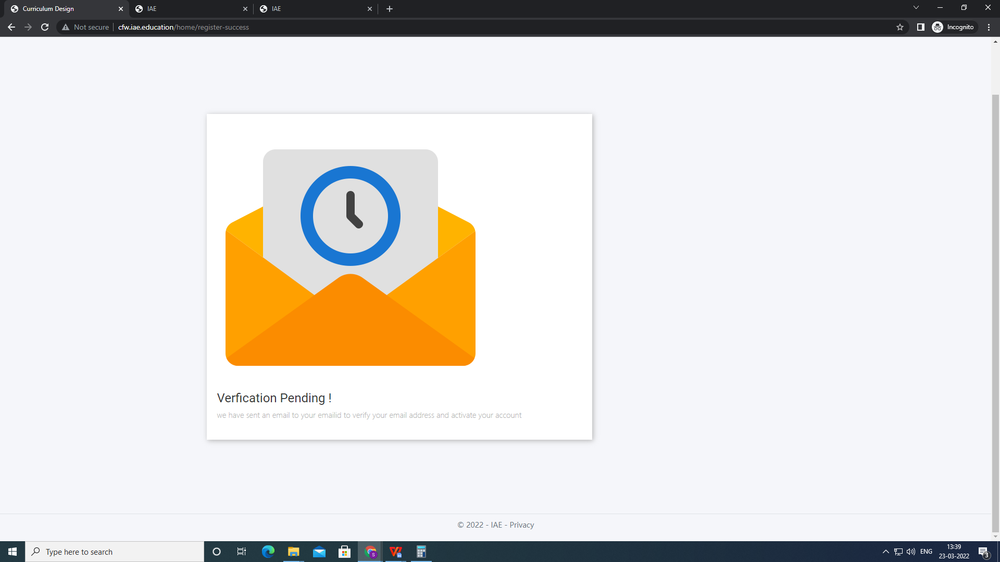 Curriculum Design
IAE
IAE
Not secure
cfw.iae.education/home/register-success
Incognito
Verfication Pending !
we have sent an email to your emailid to verify your email address and activate your account
© 2022 - IAE - Privacy
Type here to search
S
W
ENG
13:39
23-03-2022
3